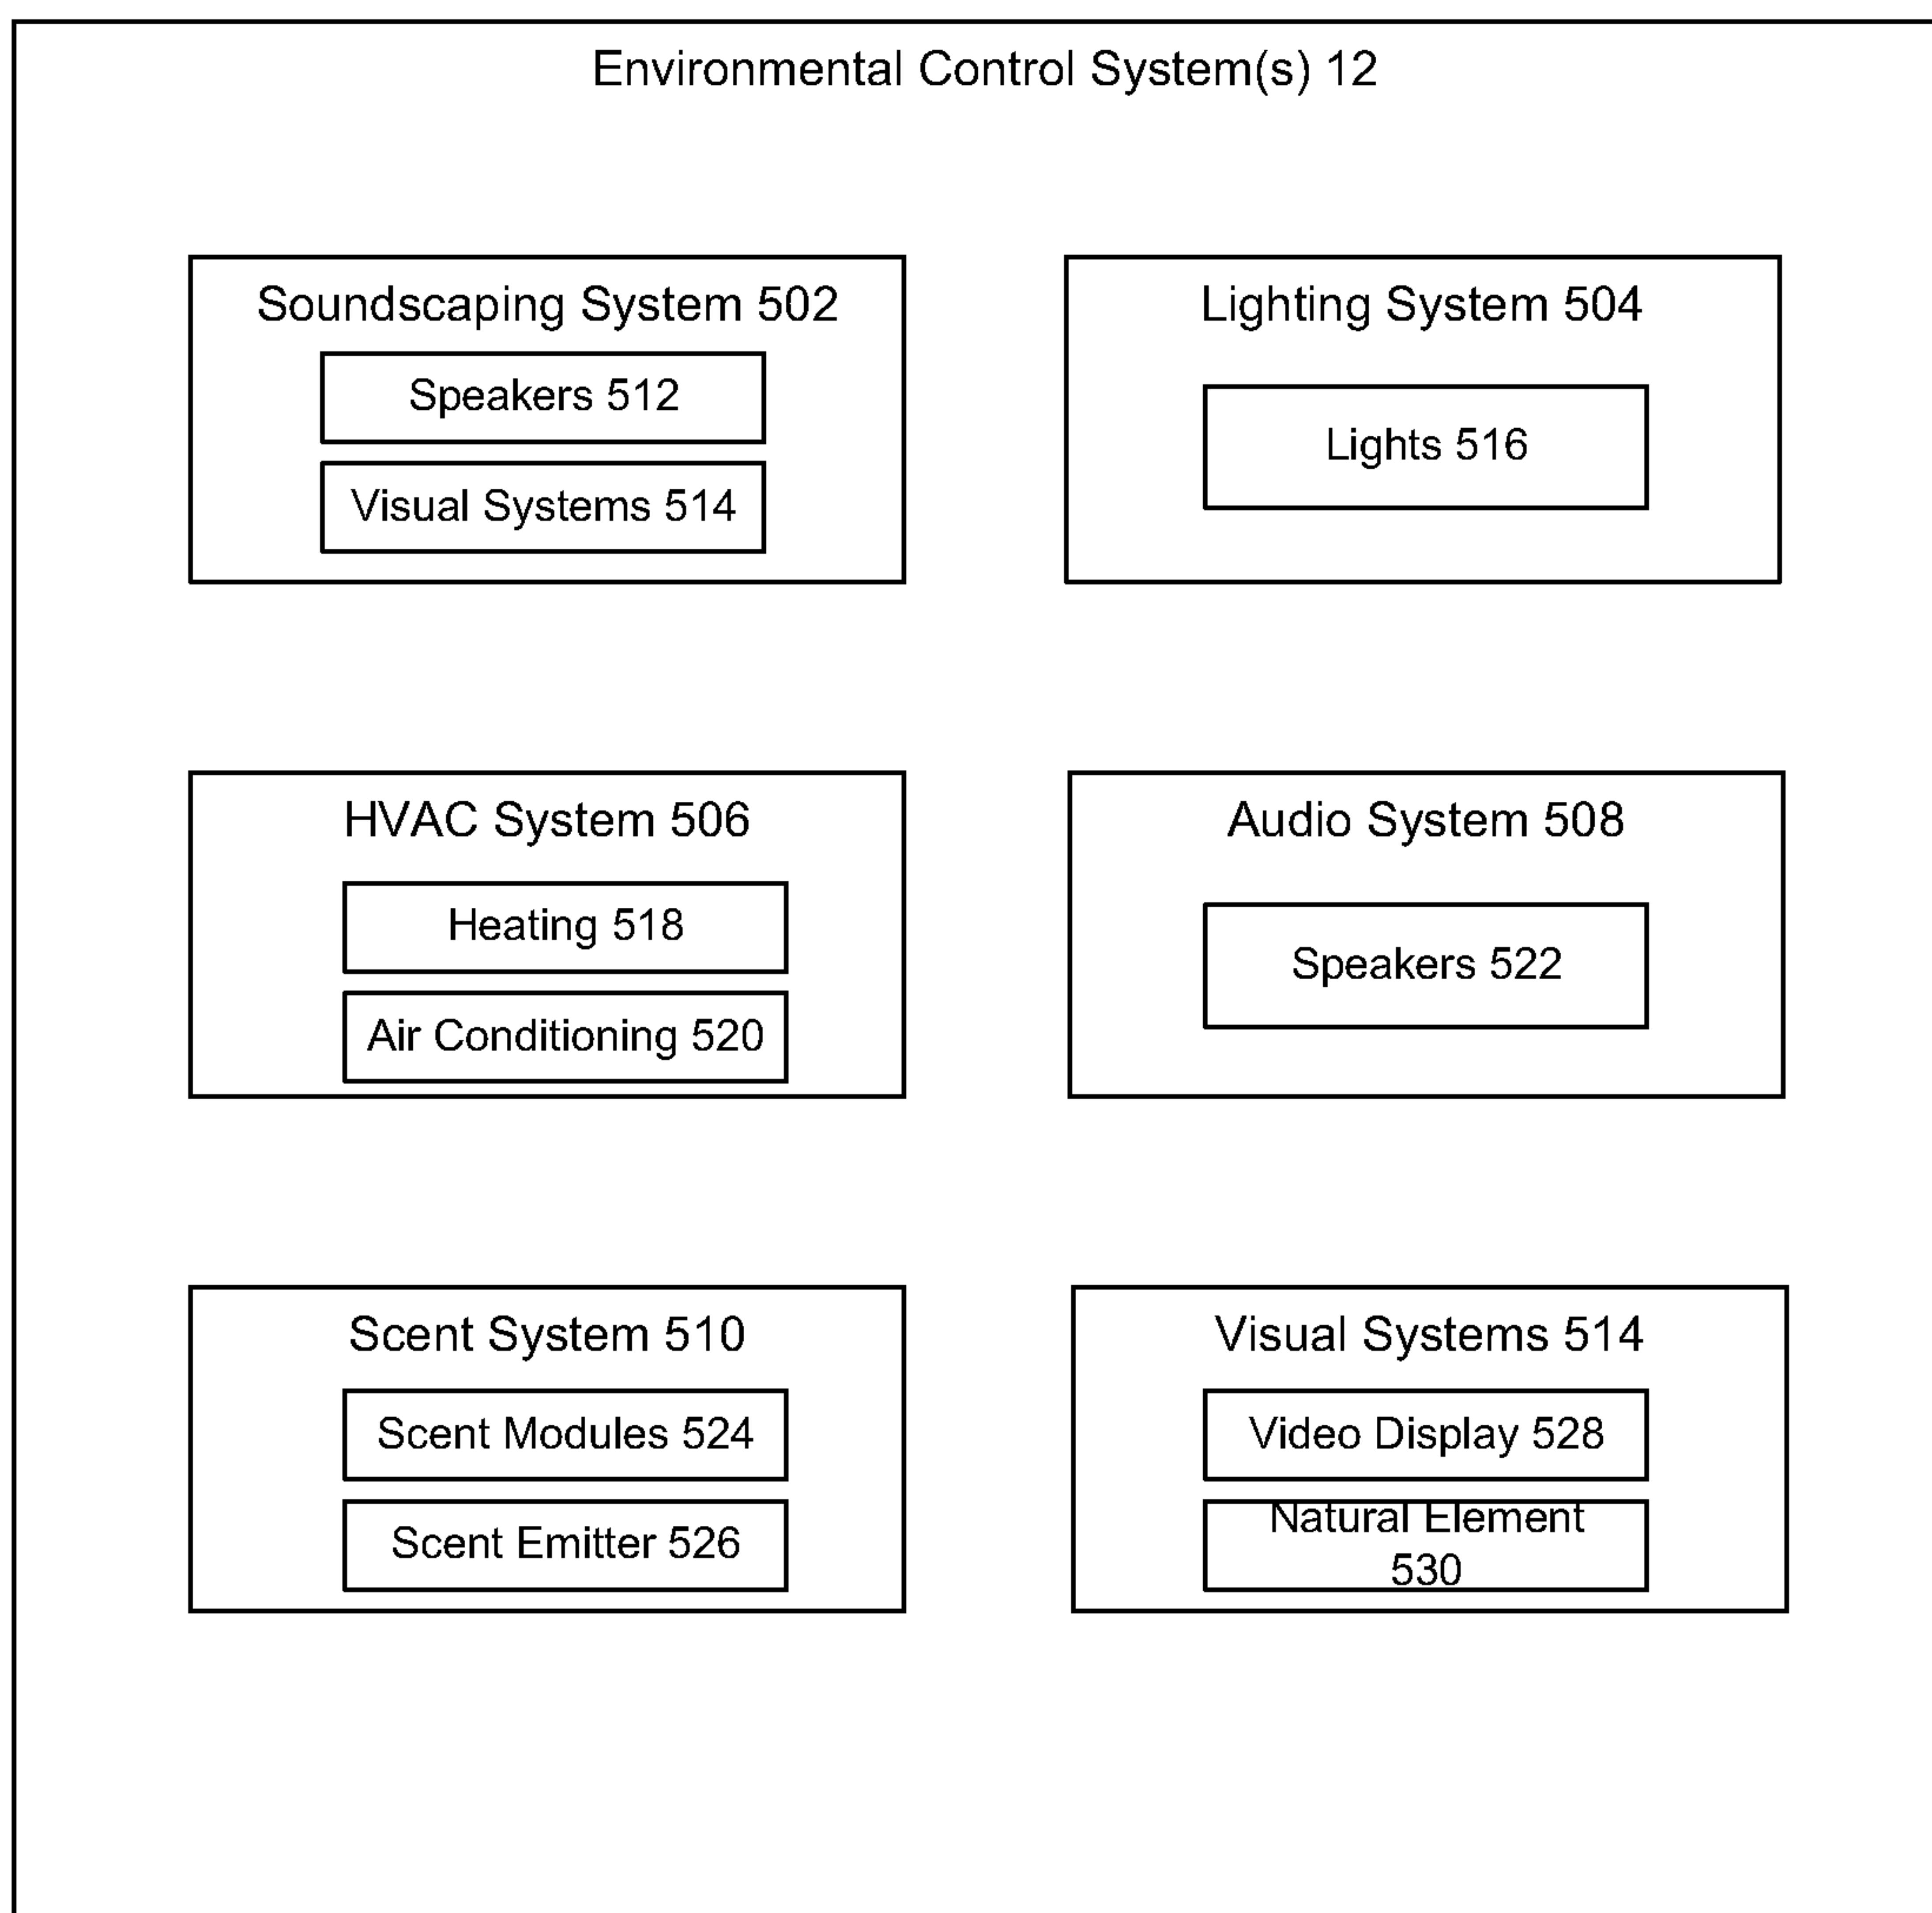 Environmental Control System(s) 12
Soundscaping System 502
Speakers 512
Visual Systems 514
Lighting System 504
Lights 516
HVAC System 506
Heating 518
Air Conditioning 520
Audio System 508
Speakers 522
Scent System 510
Scent Modules 524
Scent Emitter 526
Visual Systems 514
Video Display 528
Natural Element
530